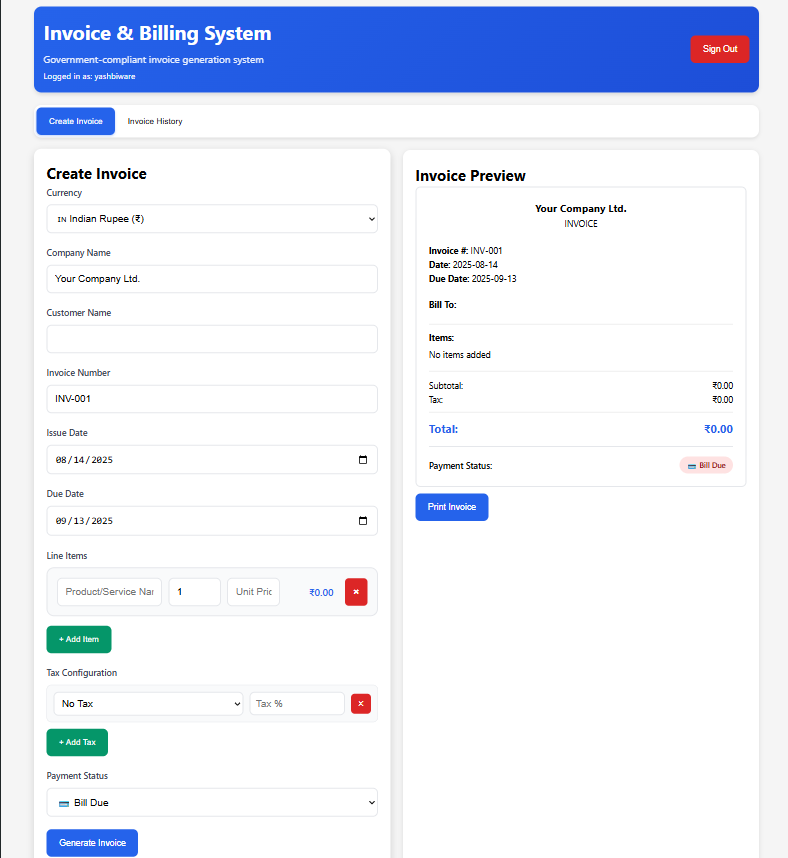 Invoice & Billing System
Government-compliant invoice generation system
Logged in as: yashbiware
Sign Out
Create Invoice
Invoice History
Create Invoice
Currency
IN Indian Rupee (₹)
Company Name
Your Company Ltd.
Customer Name
Invoice Number
INV-001
Issue Date
08/14/2025
Due Date
09/13/2025
Line Items
Product/Service Nar
1
Unit Pric
₹0.00
+ Add Item
Tax Configuration
No Tax
Tax %
+ Add Tax
Payment Status
Bill Due
Generate Invoice
Invoice Preview
Your Company Ltd.
INVOICE
Invoice #: INV-001
Date: 2025-08-14
Due Date: 2025-09-13
Bill To:
Items:
No items added
Subtotal: ₹0.00
Tax: ₹0.00
Total: ₹0.00
Payment Status: Bill Due
Print Invoice